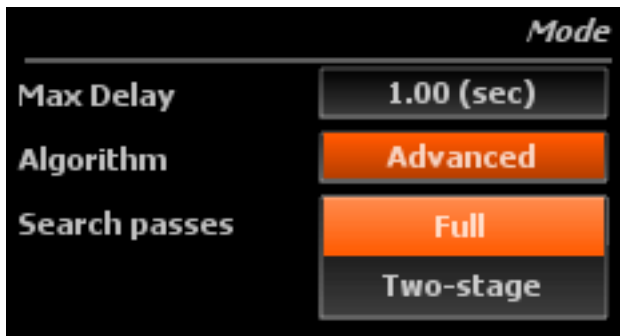 Mode
Max Delay 1.00 (sec)
Algorithm Advanced
Search passes Full
Two-stage